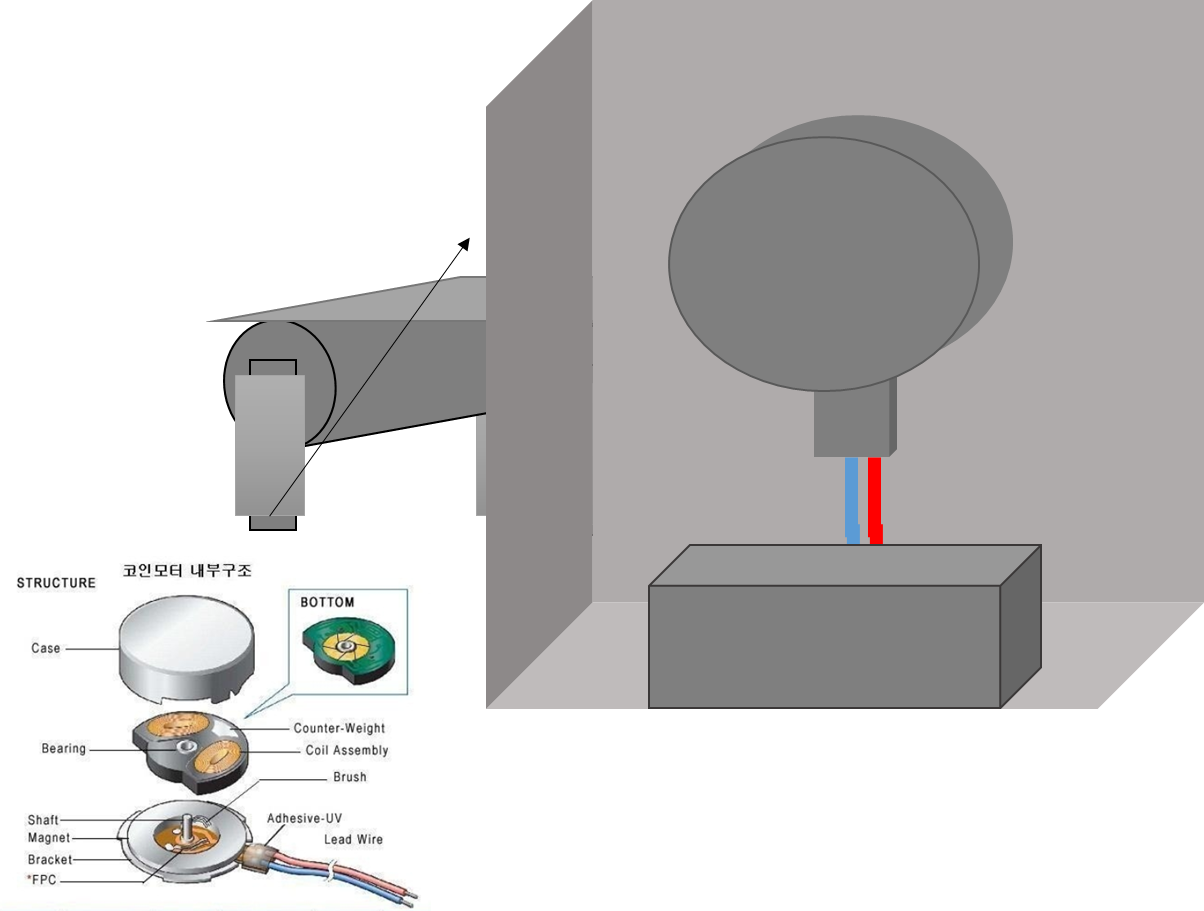 코인모터 내부구조
STRUCTURE
BOTTOM
Case
Counter-Weight
Bearing
Coil Assembly
Brush
Shaft
Adhesive-UV
Magnet
Lead Wire
Bracket
*FPC